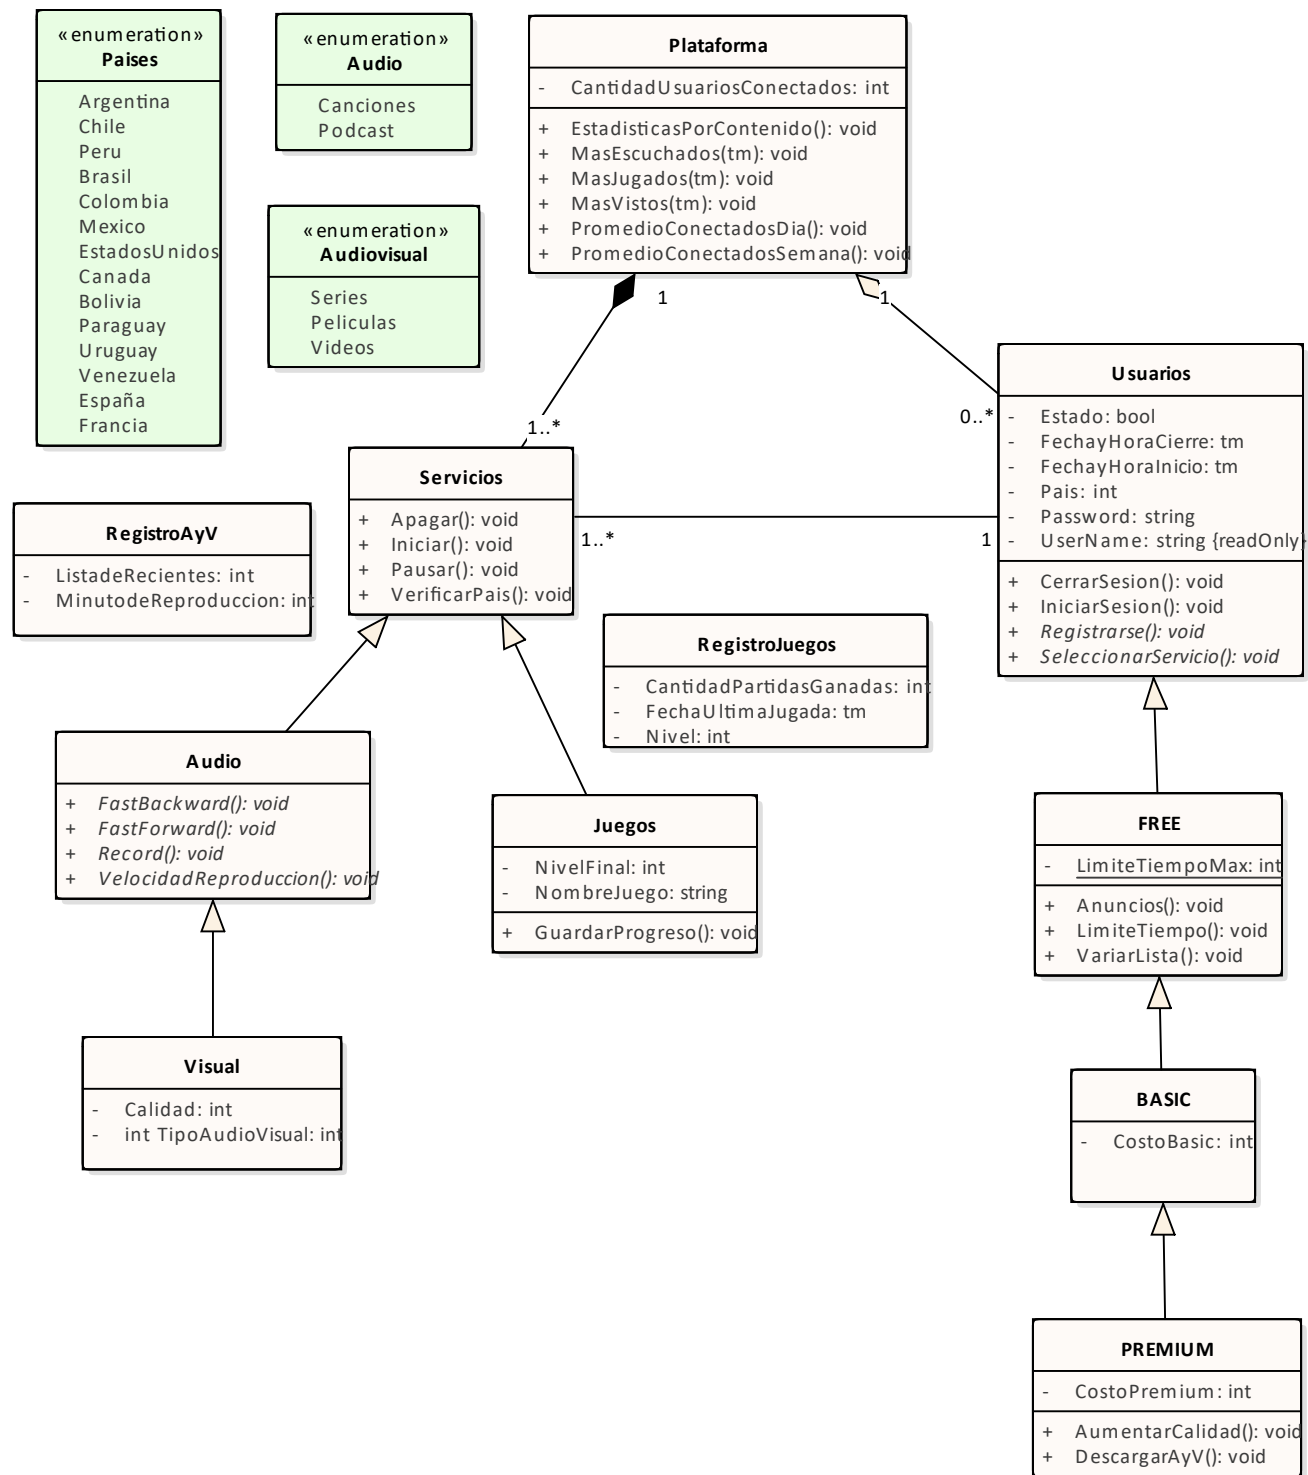 «enumeration»
Paises
Argentina
Chile
Peru
Brasil
Colombia
Mexico
EstadosUnidos
Canada
Bolivia
Paraguay
Uruguay
Venezuela
España
Francia
«enumeration»
Audio
Canciones
Podcast
«enumeration»
Audiovisual
Series
Peliculas
Videos
Plataforma
- CantidadUsuariosConectados: int
+ EstadisticasPorContenido(): void
+ MasEscuchados(tm): void
+ MasJugados(tm): void
+ MasVistos(tm): void
+ PromedioConectadosDia(): void
+ PromedioConectadosSemana(): void
1
1
1..*
0..*
Usuarios
- Estado: bool
- FechayHoraCierre: tm
- FechayHoraInicio: tm
- Pais: int
- Password: string
- UserName: string {readOnly}
+ CerrarSesion(): void
+ IniciarSesion(): void
+ Registrarse(): void
+ SeleccionarServicio(): void
Servicios
+ Apagar(): void
+ Iniciar(): void
+ Pausar(): void
+ VerificarPais(): void
1..*
1
RegistroAyV
- ListadeRecientes: int
- MinutodeReproduccion: int
RegistroJuegos
- CantidadPartidasGanadas: int
- FechaUltimaJugada: tm
- Nivel: int
Audio
+ FastBackward(): void
+ FastForward(): void
+ Record(): void
+ VelocidadReproduccion(): void
Juegos
- NivelFinal: int
- NombreJuego: string
+ GuardarProgreso(): void
FREE
- LimiteTiempoMax: int
+ Anuncios(): void
+ LimiteTiempo(): void
+ VariarLista(): void
Visual
- Calidad: int
- int TipoAudioVisual: int
BASIC
- CostoBasic: int
PREMIUM
- CostoPremium: int
+ AumentarCalidad(): void
+ DescargarAyV(): void